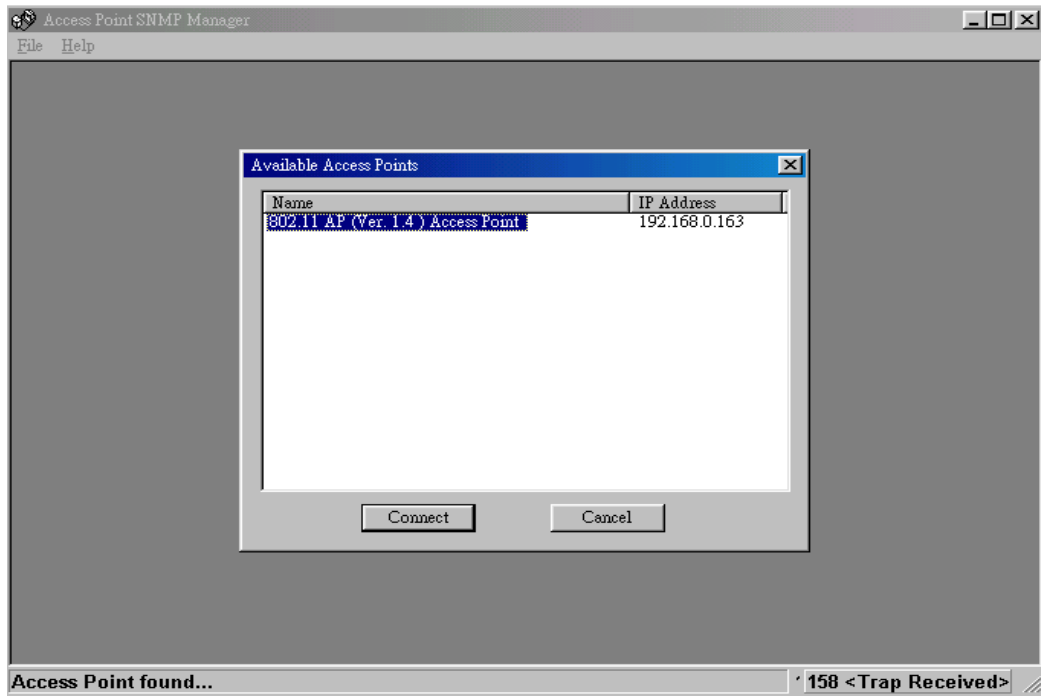 Access Point SNMP Manager
File Help
Available Access Points
Name IP Address
802.11 AP (Ver. 1.4 ) Access Point 192.168.0.163
Connect Cancel
Access Point found... 158 <Trap Received>